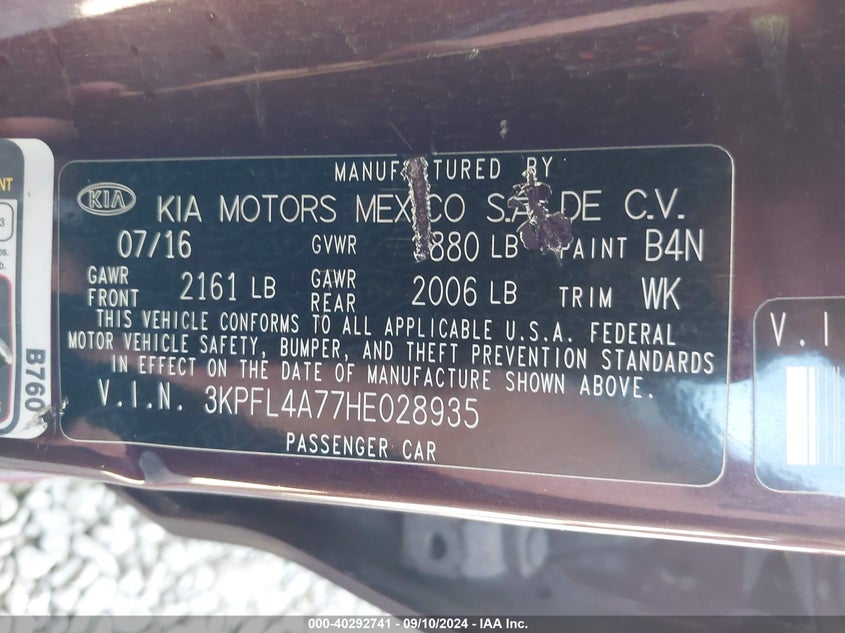 MANUFACTURED BY
KIA KIA MOTORS MEXICO S.A. DE C.V.
07/16 GVWR 880 LB PAINT B4N
GAWR FRONT 2161 LB GAWR REAR 2006 LB TRIM WK
THIS VEHICLE CONFORMS TO ALL APPLICABLE U.S.A. FEDERAL
MOTOR VEHICLE SAFETY, BUMPER, AND THEFT PREVENTION STANDARDS
IN EFFECT ON THE DATE OF MANUFACTURE SHOWN ABOVE.
V.I.N. 3KPFL4A77HE028935
PASSENGER CAR
B760
V.I
000-40292741 - 09/10/2024 - IAA Inc.